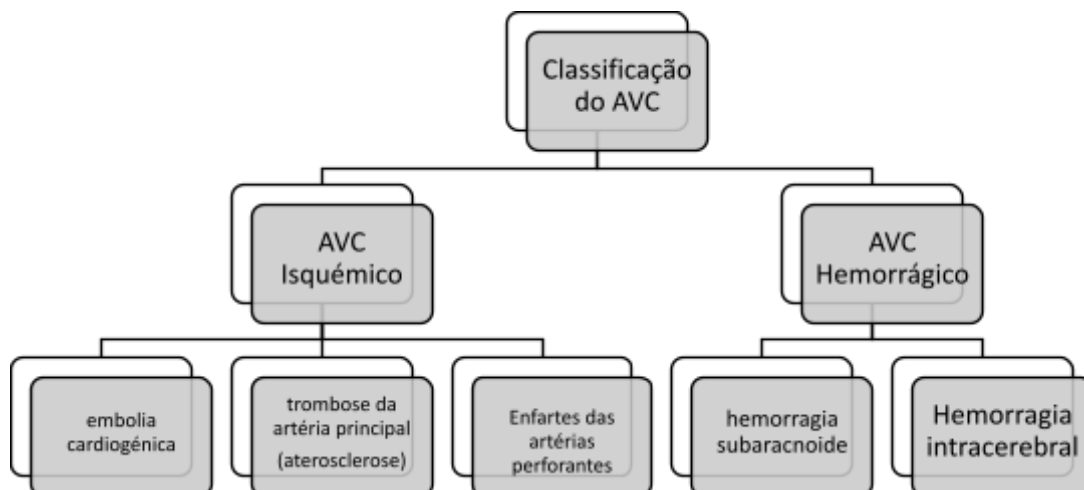 Classificação
do AVC
AVC
Isquémico
AVC
Hemorrágico
embolia
cardiogénica
trombose da
artéria principal
(aterosclerose)
Enfartes das
artérias
perforantes
hemorragia
subaracnoide
Hemorragia
intracerebral